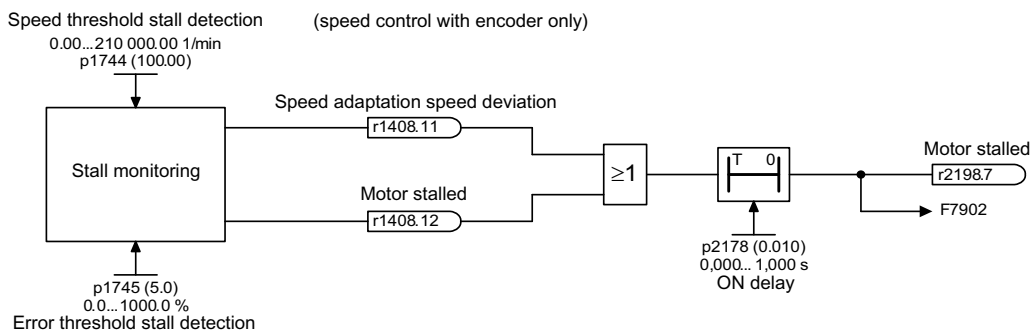 Speed threshold stall detection
(speed control with encoder only)
0.00...210 000.00 1/min
p1744 (100.00)
Speed adaptation speed deviation
r1408.11
Stall monitoring
≥1
T 0
Motor stalled
r2198.7
Motor stalled
r1408.12
F7902
p2178 (0.010)
0,000... 1,000 s
ON delay
p1745 (5.0)
0.0...1000.0 %
Error threshold stall detection